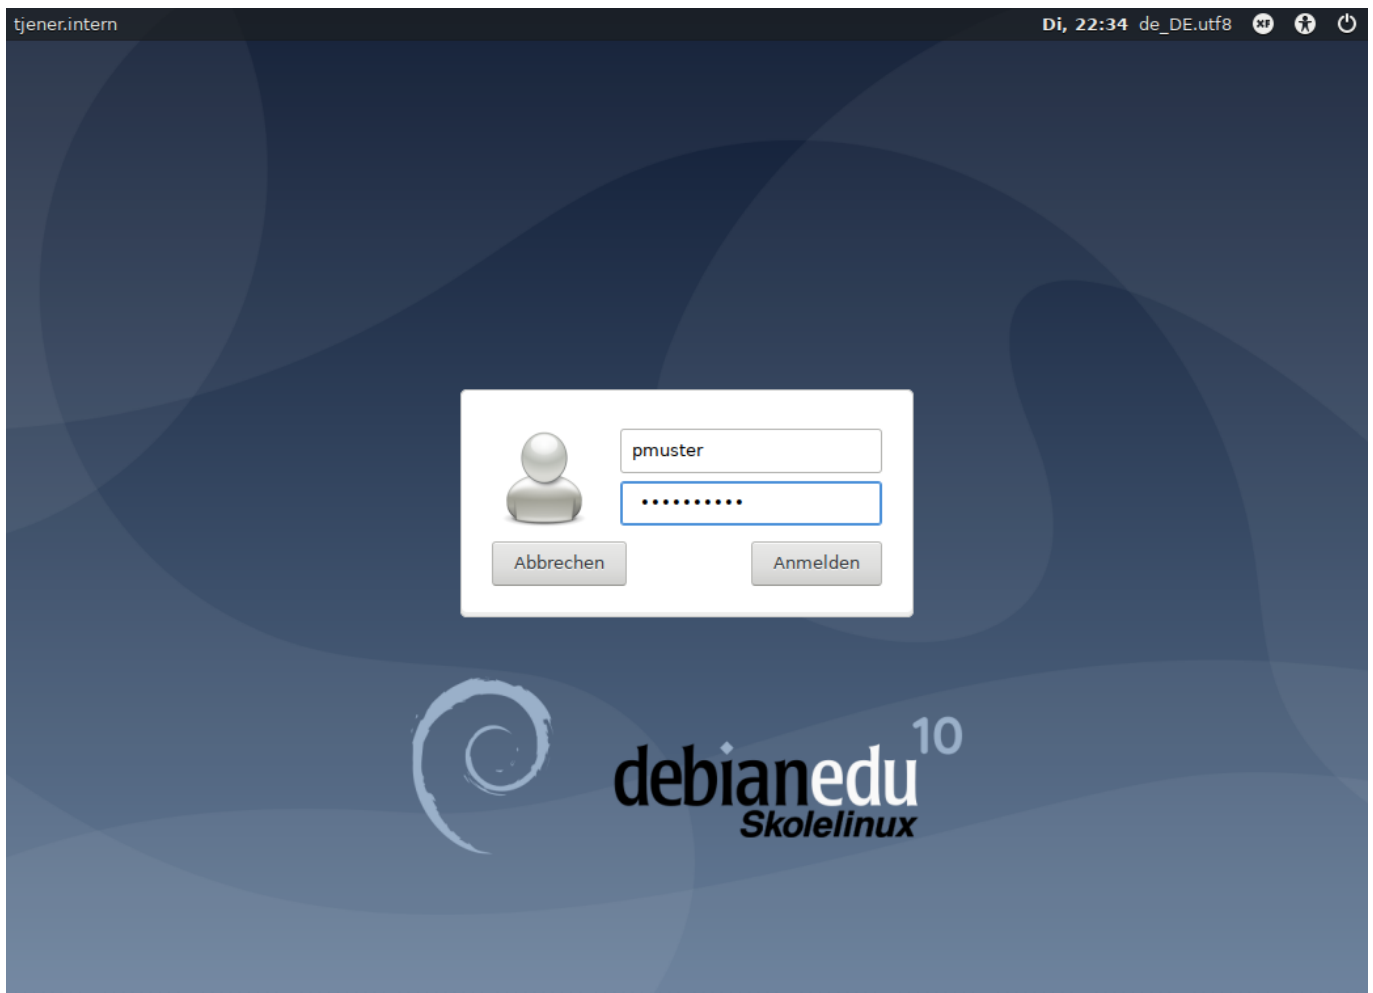 tjener.intern
Di, 22:34 de_DE.utf8
pmuster
••••••••••
Abbrechen
Anmelden
debianedu 10
Skolelinux